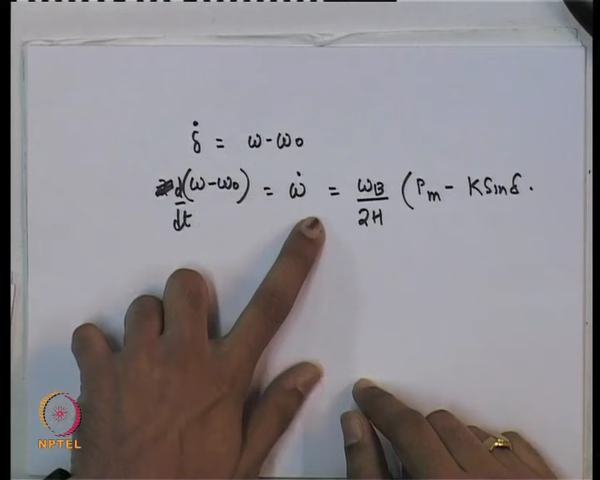 δ̇ = ω-ω₀
d/dt (ω-ω₀) = ω̇ = ω_B/2H (P_m - K Sin δ .
NPTEL